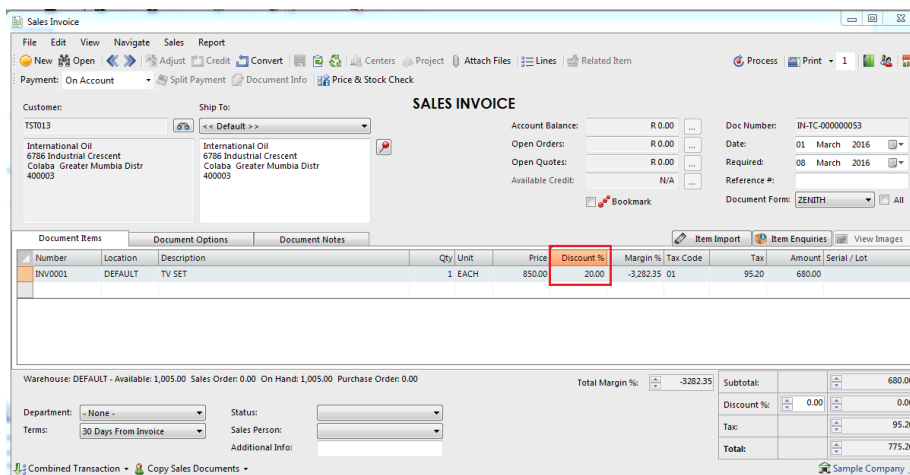 Sales Invoice
File Edit View Navigate Sales Report
New Open Adjust Credit Convert Centers Project Attach Files Lines Related Item Process Print 1
Payment: On Account Split Payment Document Info Price & Stock Check
SALES INVOICE
Customer: Ship To:
TST013 << Default >>
International Oil
6786 Industrial Crescent
Colaba Greater Mumbia Distr
400003
International Oil
6786 Industrial Crescent
Colaba Greater Mumbia Distr
400003
Account Balance: R 0.00 ...
Open Orders: R 0.00 ...
Open Quotes: R 0.00 ...
Available Credit: N/A ...
Bookmark
Doc Number: IN-TC-000000053
Date: 01 March 2016
Required: 08 March 2016
Reference #:
Document Form: ZENITH All
Document Items Document Options Document Notes Item Import Item Enquiries View Images
Number Location Description Qty Unit Price Discount % Margin % Tax Code Tax Amount Serial / Lot
INV0001 DEFAULT TV SET 1 EACH 850.00 20.00 -3,282.35 01 95.20 680.00
Warehouse: DEFAULT - Available: 1,005.00 Sales Order: 0.00 On Hand: 1,005.00 Purchase Order: 0.00
Total Margin %: -3282.35
Department: - None - Status:
Terms: 30 Days From Invoice Sales Person:
Additional Info:
Subtotal: 680.0
Discount %: 0.00 0.0
Tax: 95.2
Total: 775.2
Combined Transaction Copy Sales Documents Sample Company